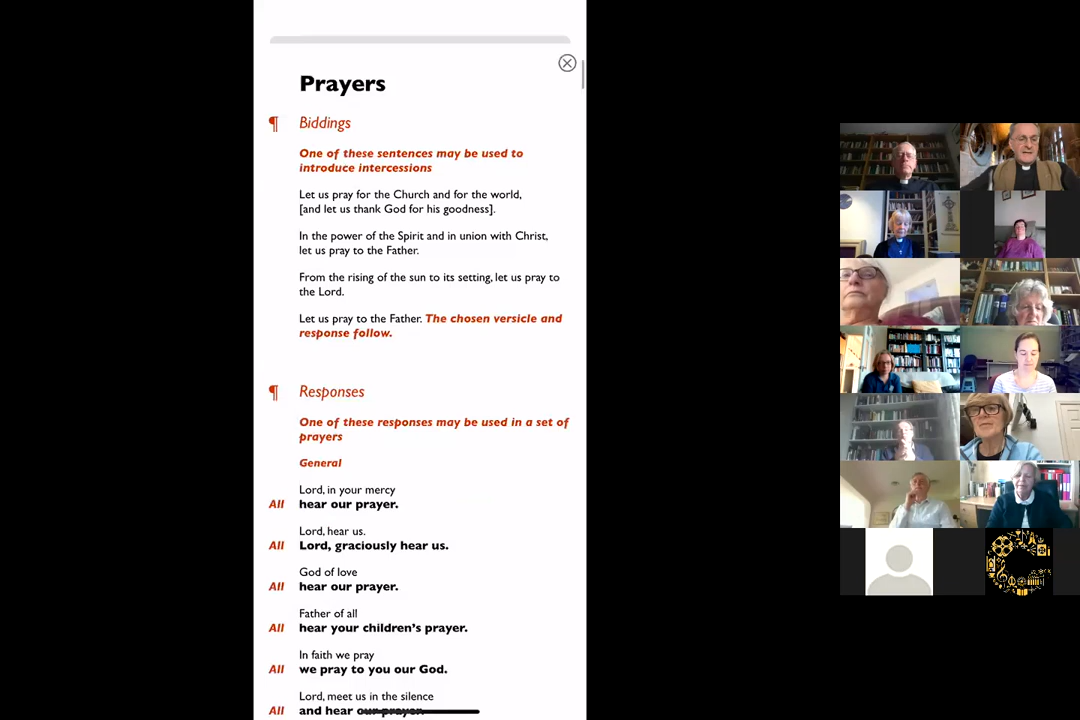 Prayers
¶ Biddings
One of these sentences may be used to
introduce intercessions
Let us pray for the Church and for the world,
[and let us thank God for his goodness].
In the power of the Spirit and in union with Christ,
let us pray to the Father.
From the rising of the sun to its setting, let us pray to
the Lord.
Let us pray to the Father. The chosen versicle and
response follow.
¶ Responses
One of these responses may be used in a set of
prayers
General
Lord, in your mercy
All hear our prayer.
Lord, hear us.
All Lord, graciously hear us.
God of love
All hear our prayer.
Father of all
All hear your children’s prayer.
In faith we pray
All we pray to you our God.
Lord, meet us in the silence
All and hear our prayer.